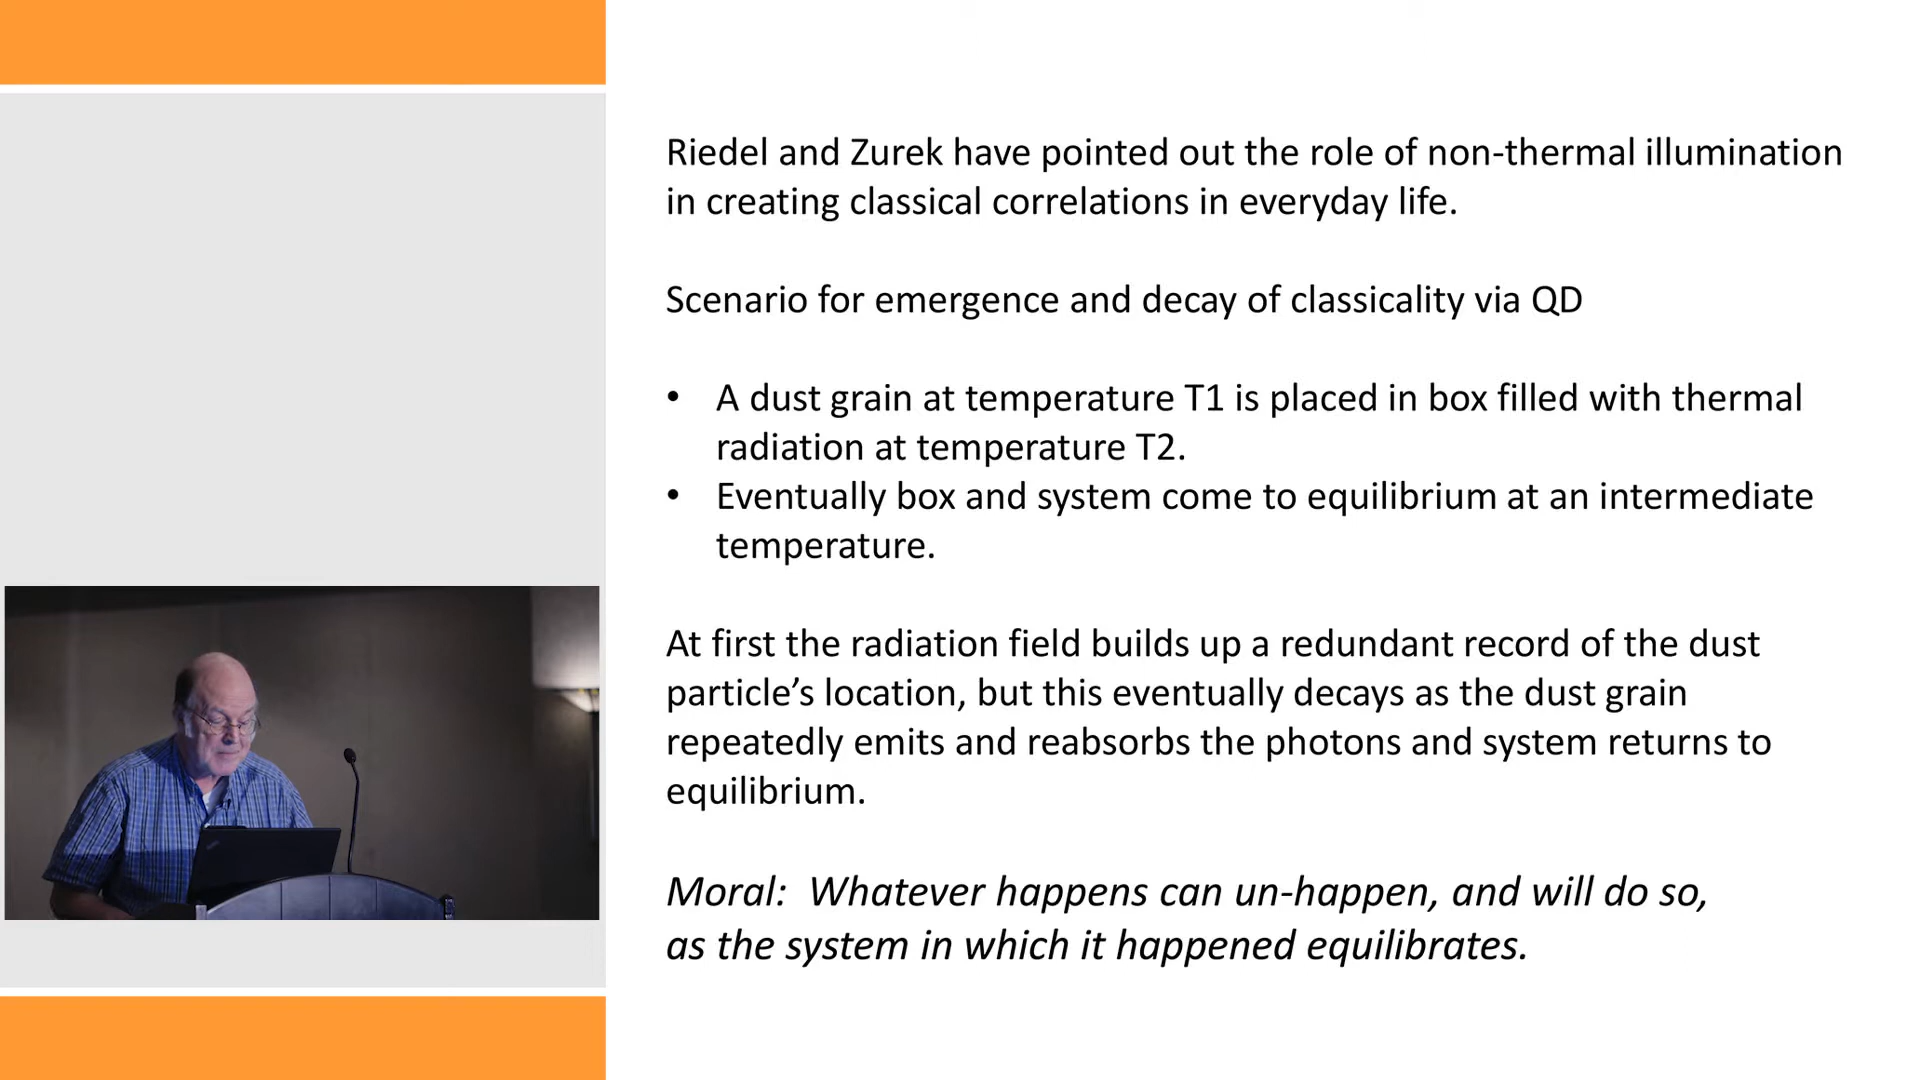 Riedel and Zurek have pointed out the role of non-thermal illumination
in creating classical correlations in everyday life.
Scenario for emergence and decay of classicality via QD
• A dust grain at temperature T1 is placed in box filled with thermal
radiation at temperature T2.
• Eventually box and system come to equilibrium at an intermediate
temperature.
At first the radiation field builds up a redundant record of the dust
particle’s location, but this eventually decays as the dust grain
repeatedly emits and reabsorbs the photons and system returns to
equilibrium.
Moral:  Whatever happens can un-happen, and will do so,
as the system in which it happened equilibrates.